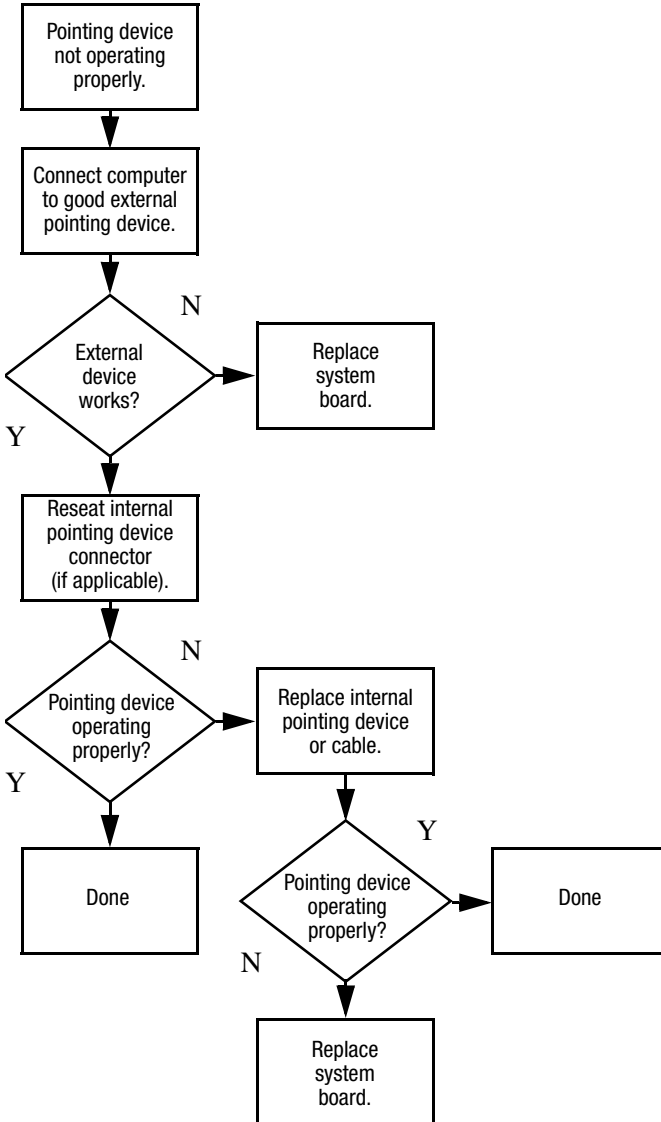 Pointing device
not operating
properly.
Connect computer
to good external
pointing device.
N
External
device
works?
Replace
system
board.
Y
Reseat internal
pointing device
connector
(if applicable).
N
Pointing device
operating
properly?
Replace internal
pointing device
or cable.
Y
Y
Done
Pointing device
operating
properly?
Done
N
Replace
system
board.